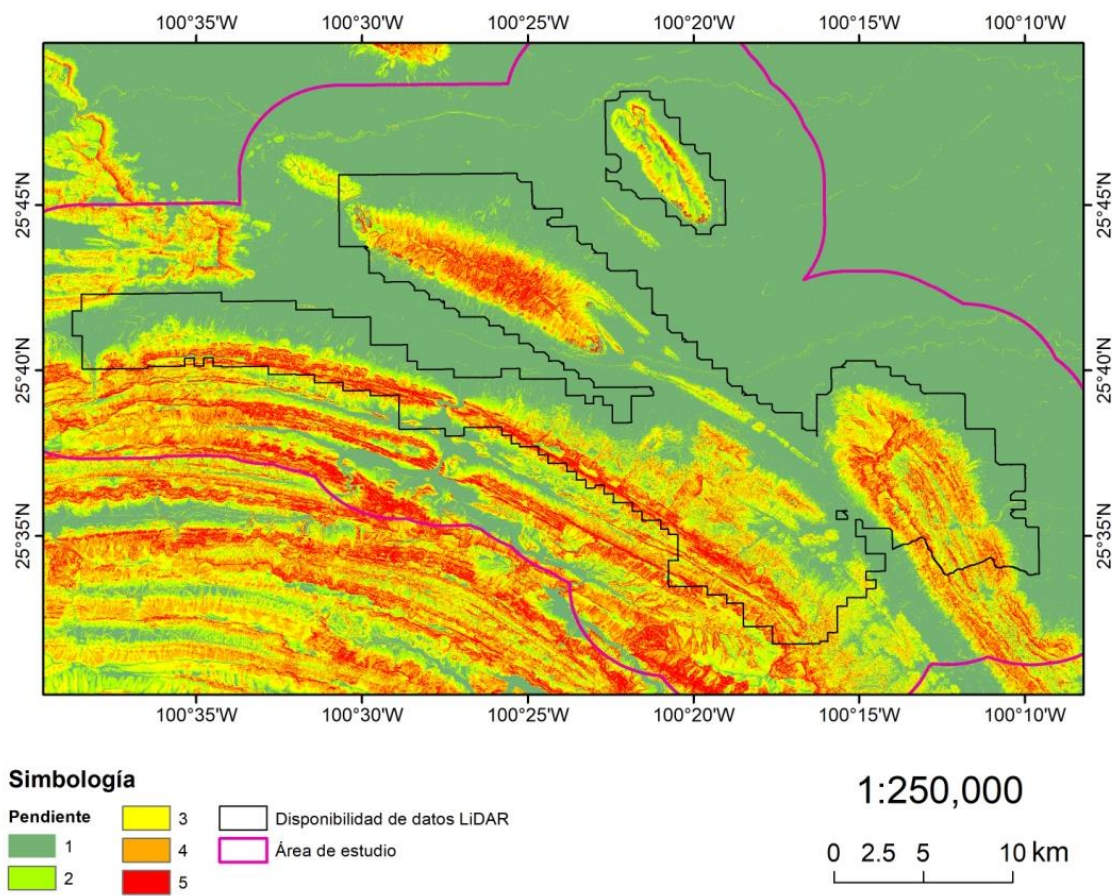 100°35'W 100°30'W 100°25'W 100°20'W 100°15'W 100°10'W
25°45'N 25°45'N
25°40'N 25°40'N
25°35'N 25°35'N
100°35'W 100°30'W 100°25'W 100°20'W 100°15'W 100°10'W
Simbología
Pendiente
1
2
3
4
5
Disponibilidad de datos LiDAR
Área de estudio
1:250,000
0 2.5 5 10 km